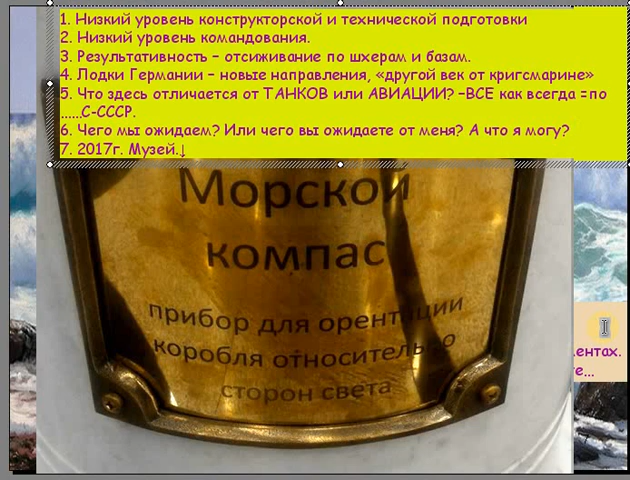 1. Низкий уровень конструкторской и технической подготовки
2. Низкий уровень командования.
3. Результативность – отсиживание по шхерам и базам.
4. Лодки Германии – новые направления, «другой век от кригсмарине»
5. Что здесь отличается от ТАНКОВ или АВИАЦИИ? –ВСЕ как всегда =по
......С-СССР.
6. Чего мы ожидаем? Или чего вы ожидаете от меня? А что я могу?
7. 2017г. Музей.↓
Морской
компас
прибор для орентации
коробля относительно
сторон света